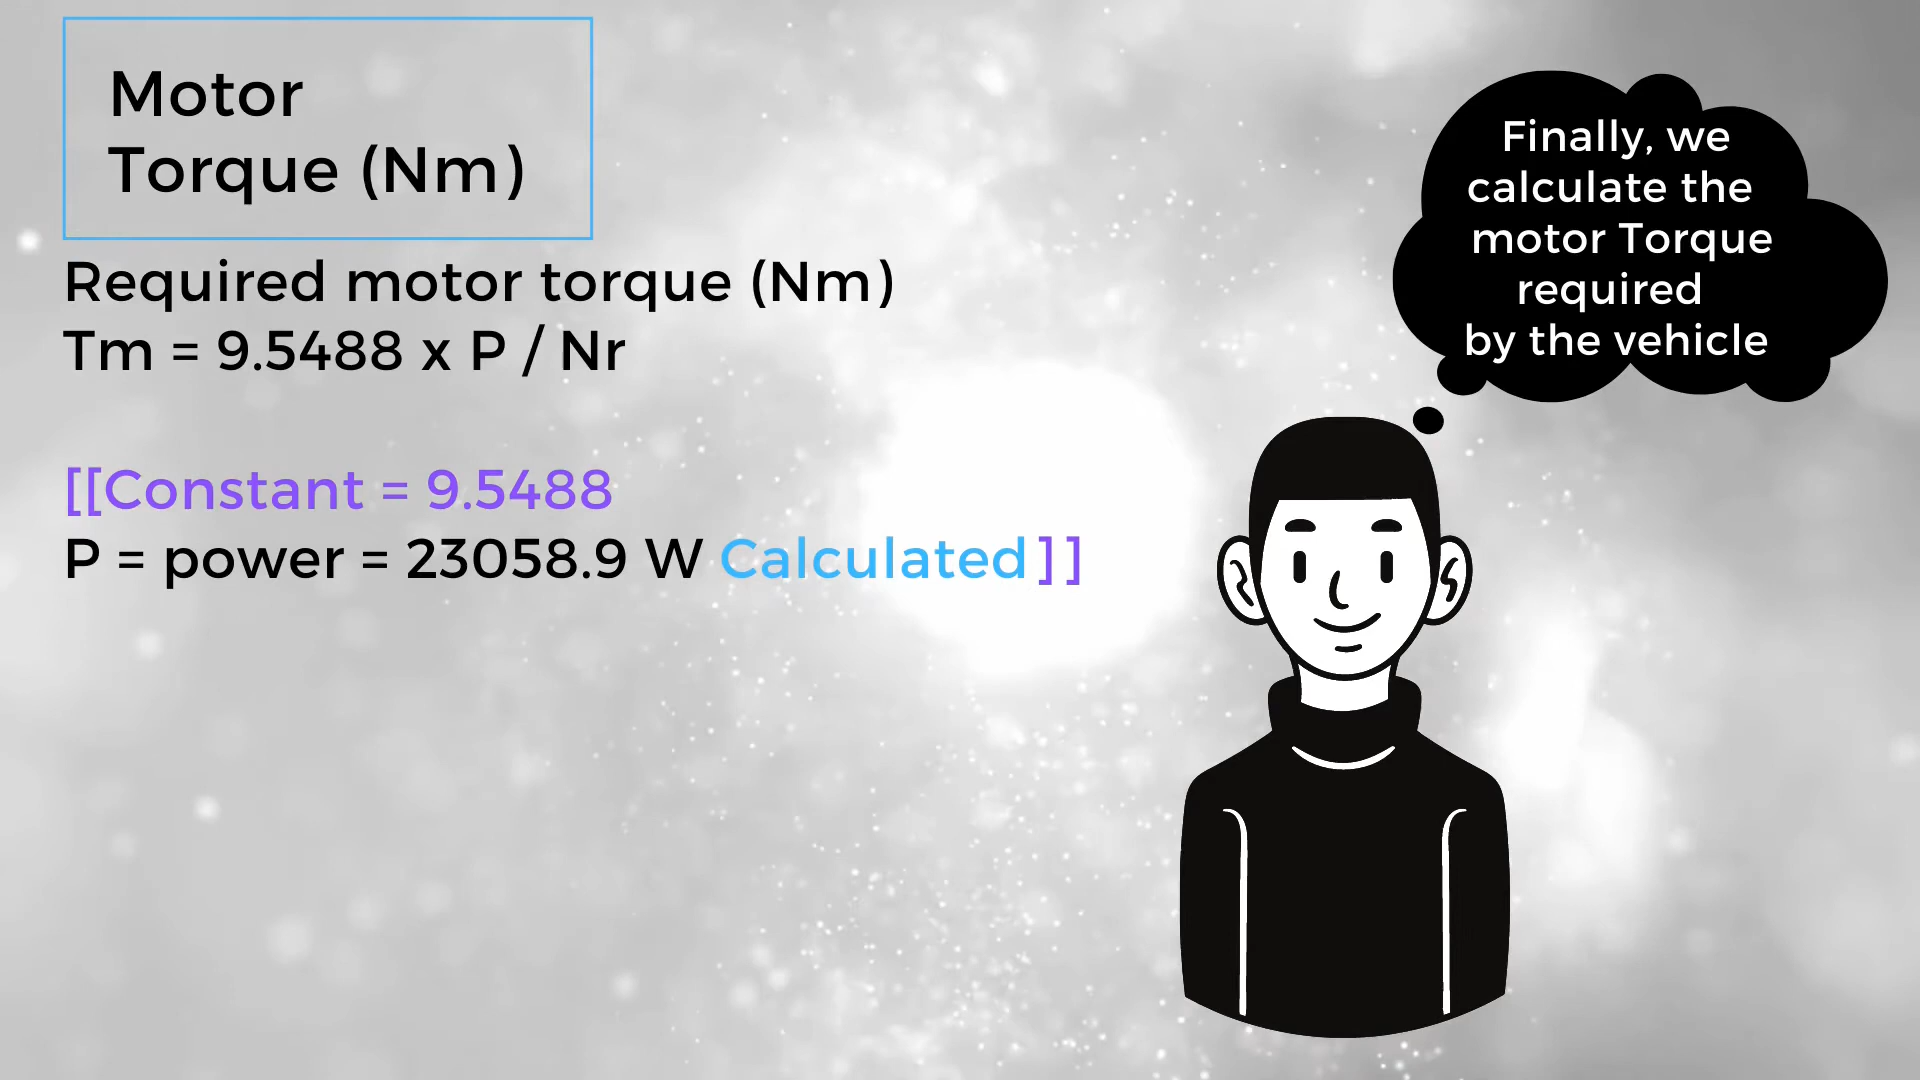 Motor
Torque (Nm)
Required motor torque (Nm)
Tm = 9.5488 x P / Nr
[[Constant = 9.5488
P = power = 23058.9 W Calculated]]
Finally, we
calculate the
motor Torque
required
by the vehicle